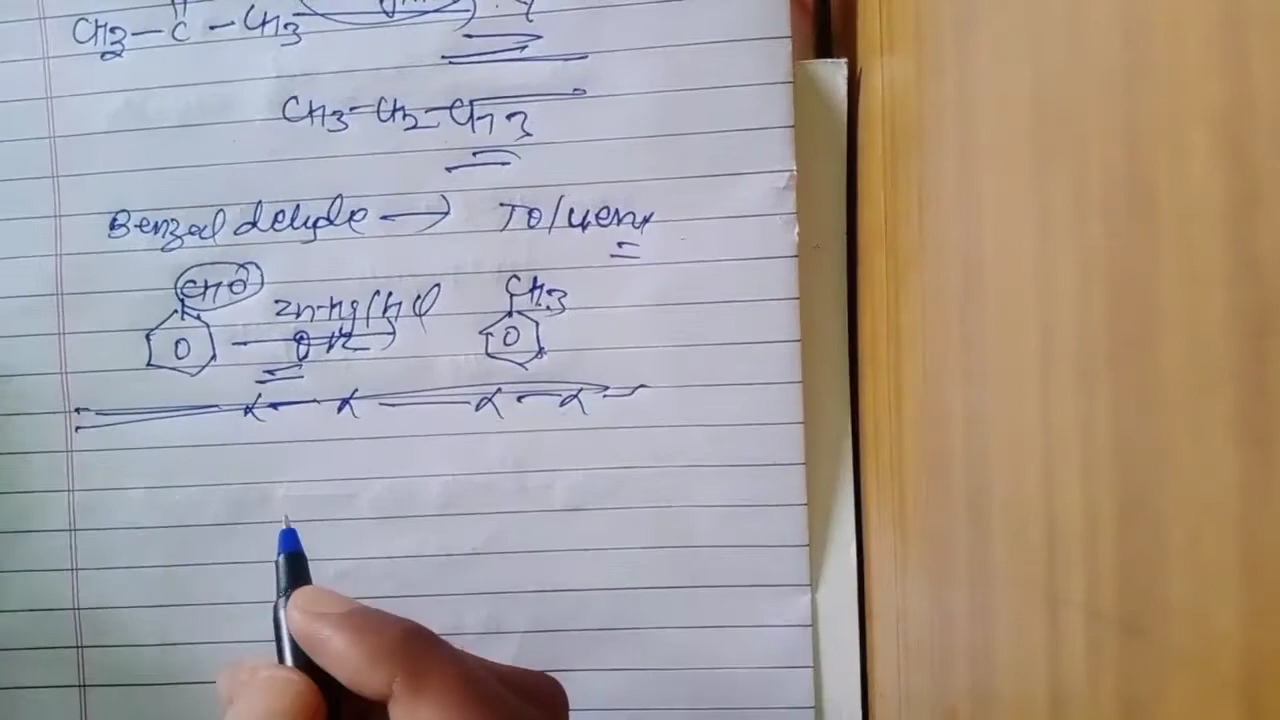 CH3-C-CH3
CH3-CH2-CH3
Benzaldehyde → Toluene
CHO Zn-Hg/HCl CH3